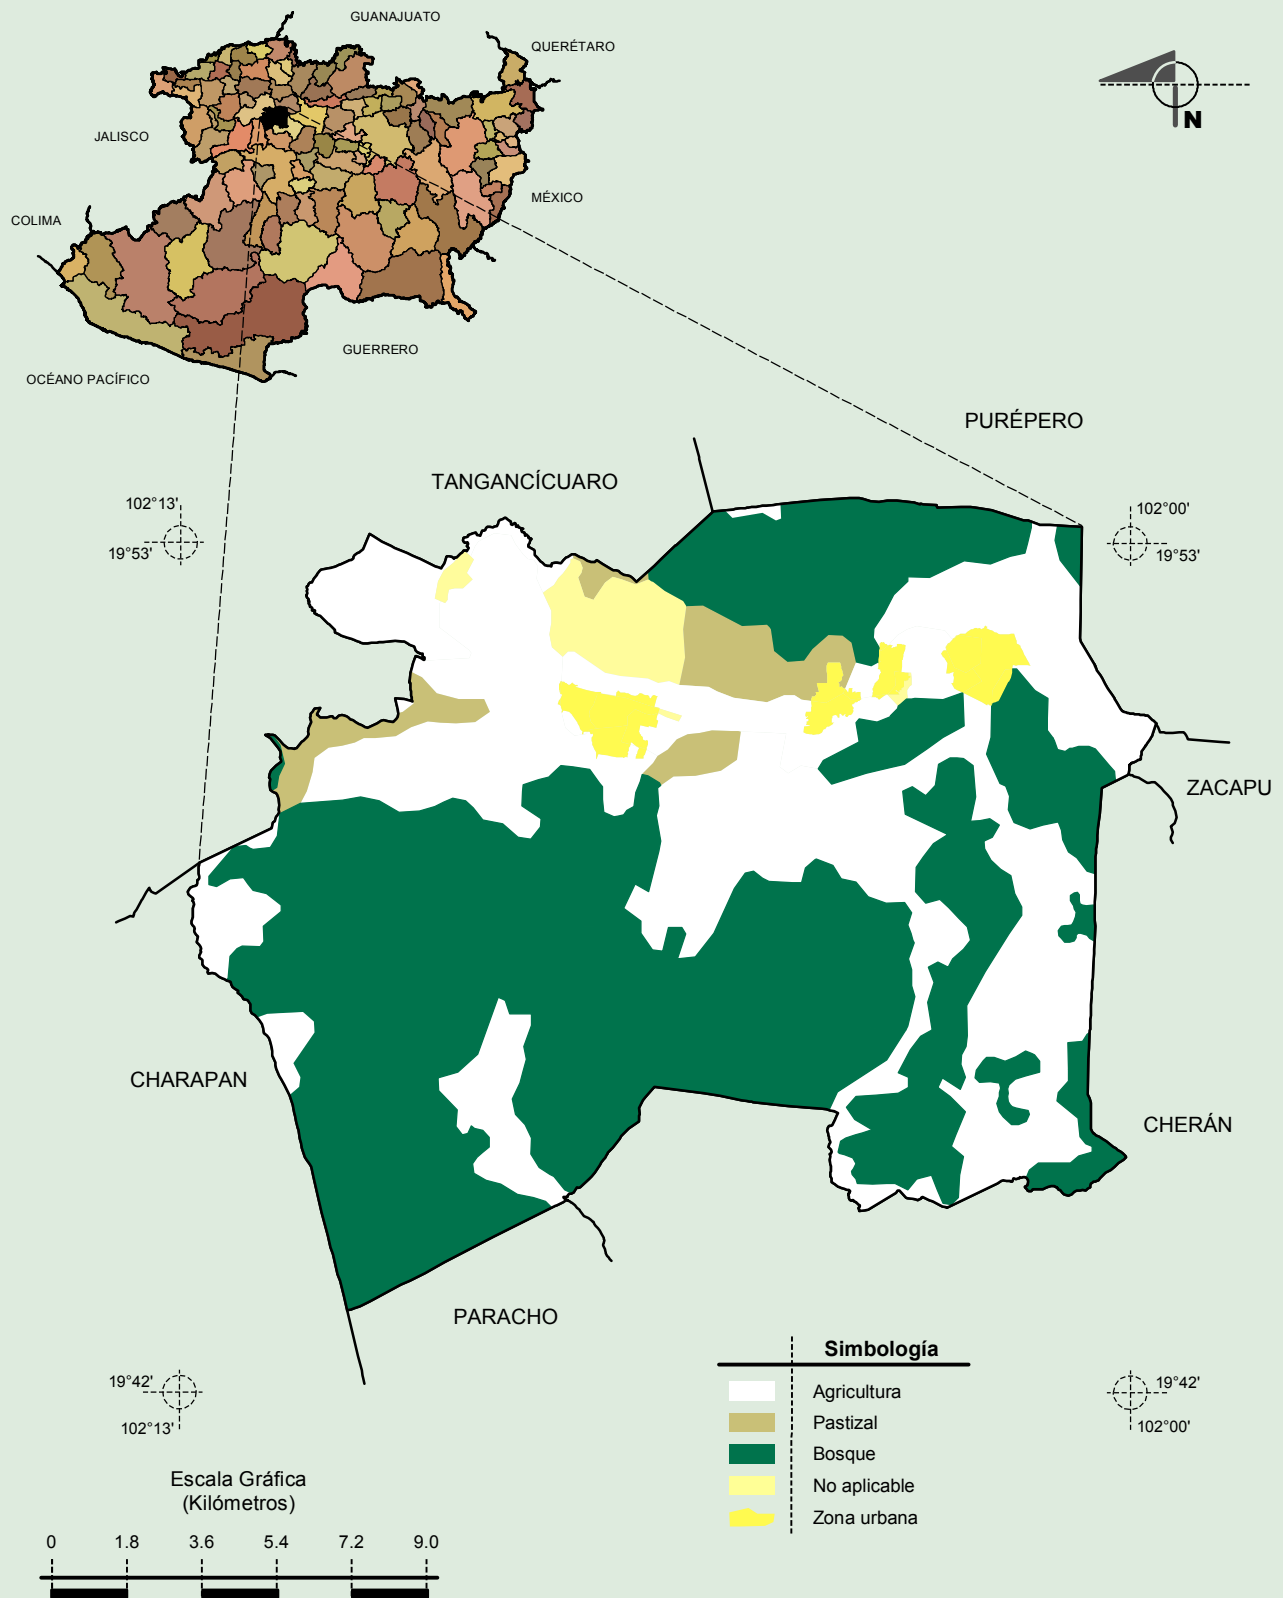 GUANAJUATO
QUERÉTARO
JALISCO
N
MÉXICO
COLIMA
GUERRERO
OCÉANO PACÍFICO
PURÉPERO
TANGANCÍCUARO
102°13'
19°53'
102°00'
19°53'
ZACAPU
CHARAPAN
CHERÁN
PARACHO
Simbología
Agricultura
Pastizal
Bosque
No aplicable
Zona urbana
19°42'
102°13'
19°42'
102°00'
Escala Gráfica
(Kilómetros)
0 1.8 3.6 5.4 7.2 9.0